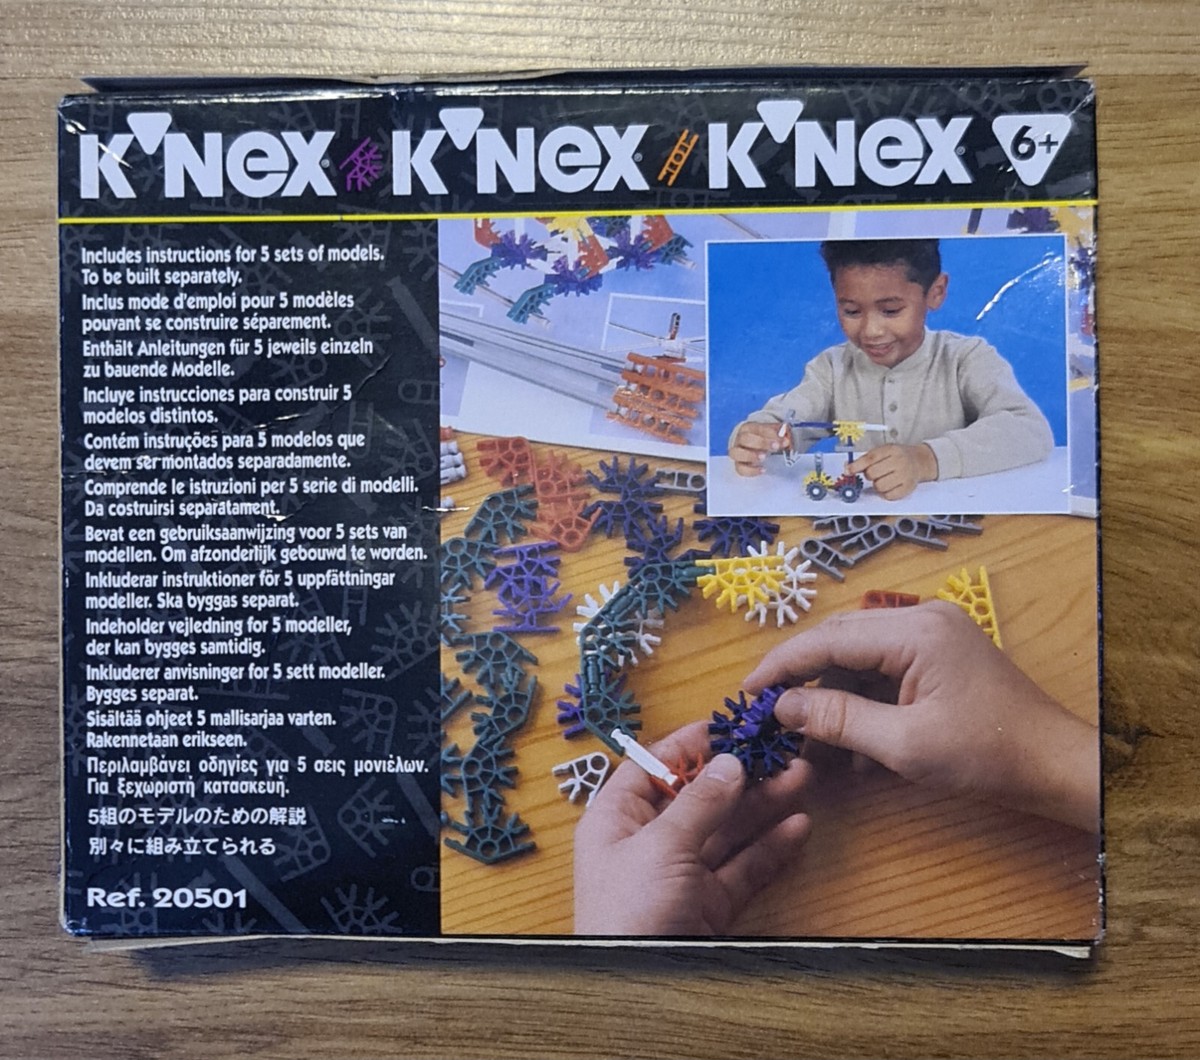 K'NEX K'NEX K'NEX 6+
Includes instructions for 5 sets of models.
To be built separately.
Inclus mode d'emploi pour 5 modèles
pouvant se construire séparement.
Enthält Anleitungen für 5 jeweils einzeln
zu bauende Modelle.
Incluye instrucciones para construir 5
modelos distintos.
Contém instruções para 5 modelos que
devem ser montados separadamente.
Comprende le istruzioni per 5 serie di modelli.
Da costruirsi separatament.
Bevat een gebruiksaanwijzing voor 5 sets van
modellen. Om afzonderlijk gebouwd te worden.
Inkluderar instruktioner för 5 uppfättningar
modeller. Ska byggas separat.
Indeholder vejledning for 5 modeller,
der kan bygges samtidig.
Inkluderer anvisninger for 5 sett modeller.
Bygges separat.
Sisältää ohjeet 5 mallisarjaa varten.
Rakennetaan erikseen.
Περιλαμβάνει οδηγίες για 5 σεις μονιέλων.
Για ξεχωριστή κατασκευή.
5組のモデルのための解説
別々に組み立てられる
Ref. 20501